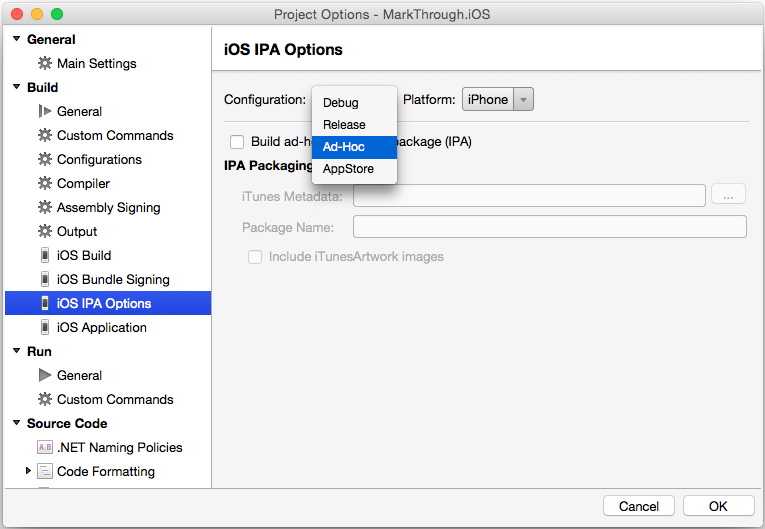 Project Options - MarkThrough.iOS
General
Main Settings
Build
General
Custom Commands
Configurations
Compiler
Assembly Signing
Output
iOS Build
iOS Bundle Signing
iOS IPA Options
iOS Application
Run
General
Custom Commands
Source Code
A.B .NET Naming Policies
Code Formatting
iOS IPA Options
Configuration:
Debug
Release
Ad-Hoc
AppStore
Platform: iPhone
Build ad-h package (IPA)
IPA Packaging
iTunes Metadata:
...
Package Name:
Include iTunesArtwork images
Cancel
OK